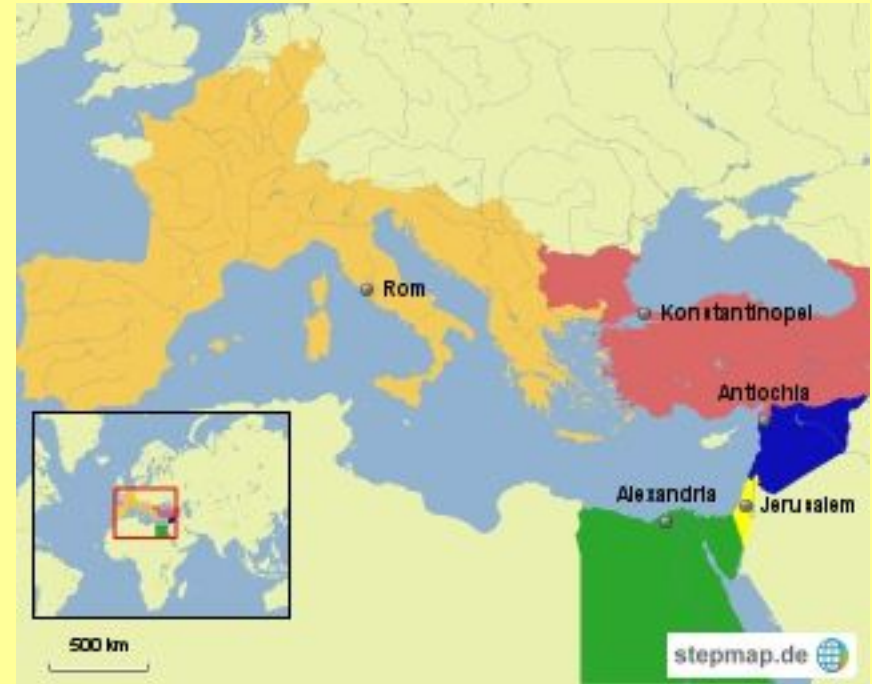 Rom
Konstantinopel
Antiochia
Alexandria
Jerusalem
500 km
stepmap.de